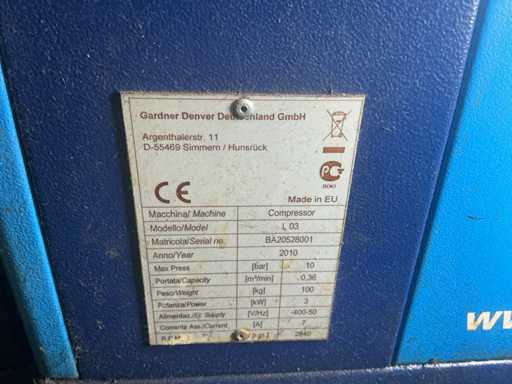 Gardner Denver Deutschland GmbH
Argenthalerstr. 11
D-55469 Simmern / Hunsrück
CE
Made in EU
Macchina/ Machine Compressor
Modello/Model L 03
Matricola/Serial no. BA20528001
Anno/Year 2010
Max.Press [bar] 10
Portata/Capacity [m³/min] 0,36
Peso/Weight [kg] 100
Potenza/Power [kW] 3
Alimentaz./El. Supply [V/Hz] 400-50
Corrente Ass./Current [A] 7
R.P.M. 2840